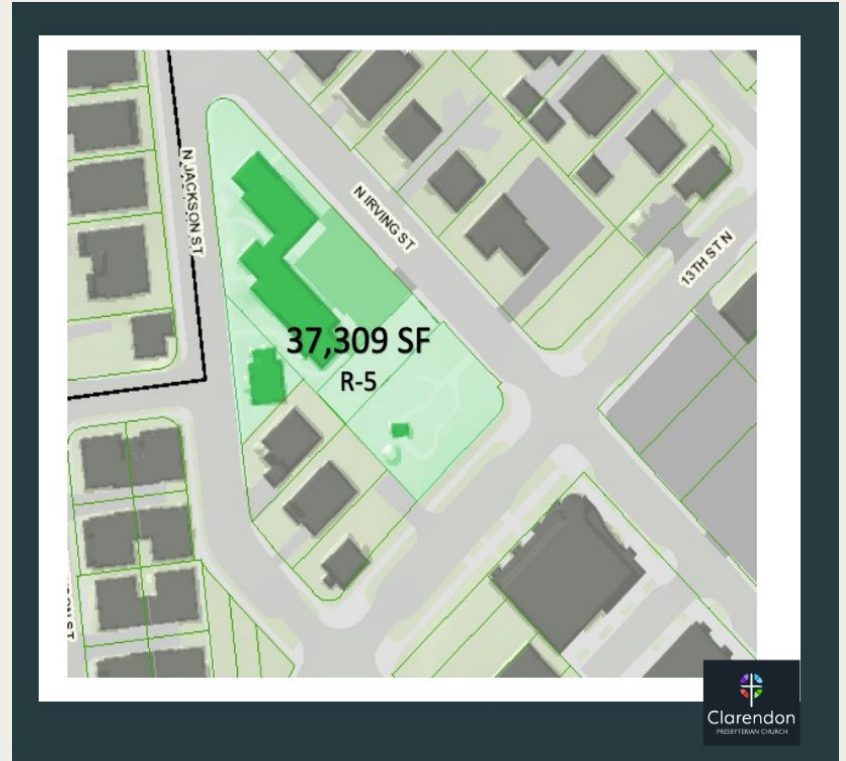 N JACKSON ST
N IRVING ST
13TH ST N
37,309 SF
R-5
Clarendon
PRESBYTERIAN CHURCH